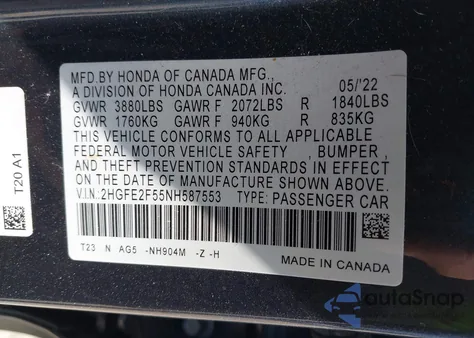 MFD.BY HONDA OF CANADA MFG.,
A DIVISION OF HONDA CANADA INC. 05/22
GVWR 3880LBS GAWR F 2072LBS R 1840LBS
GVWR 1760KG GAWR F 940KG R 835KG
THIS VEHICLE CONFORMS TO ALL APPLICABLE
FEDERAL MOTOR VEHICLE SAFETY , BUMPER ,
AND THEFT PREVENTION STANDARDS IN EFFECT
ON THE DATE OF MANUFACTURE SHOWN ABOVE.
V.I.N:2HGFE2F55NH587553 TYPE: PASSENGER CAR
T23 N AG5 -NH904M -Z -H
MADE IN CANADA
T20 A1
autoSnap